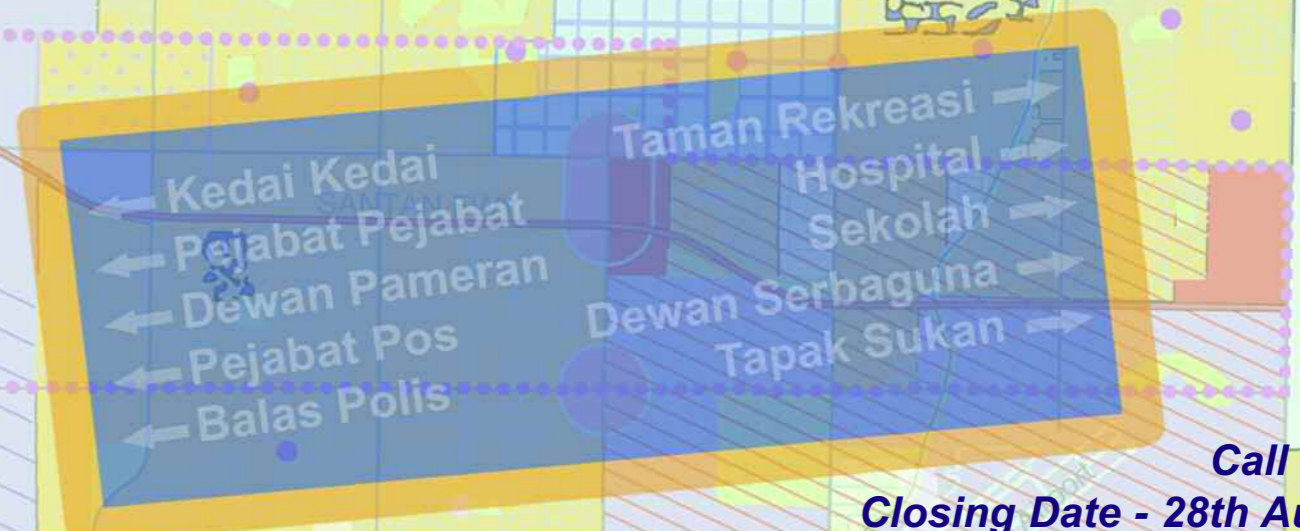 Kedai Kedai
Pejabat Pejabat
Dewan Pameran
Pejabat Pos
Balas Polis
Taman Rekreasi
Hospital
Sekolah
Dewan Serbaguna
Tapak Sukan
SANTAN
Call
Closing Date - 28th Au